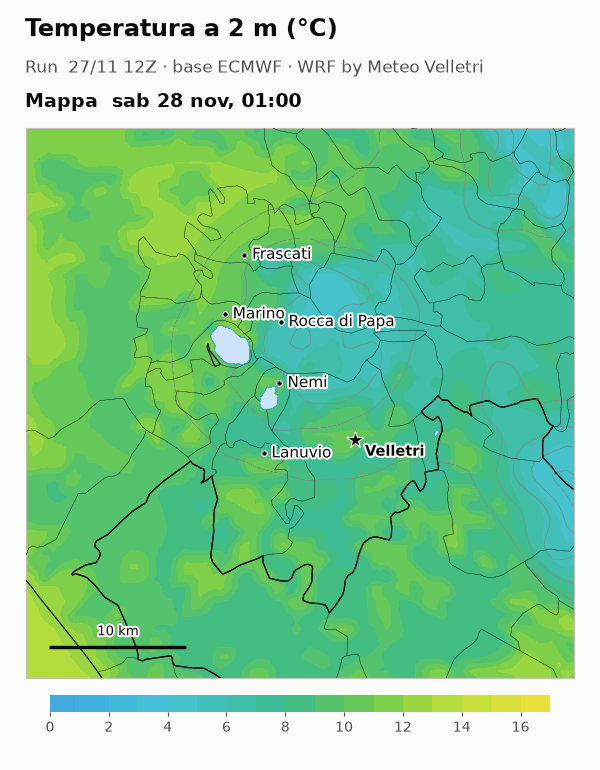 Temperatura a 2 m (°C)
Run  27/11 12Z · base ECMWF · WRF by Meteo Velletri
Mappa  sab 28 nov, 01:00
Frascati
Marino
Rocca di Papa
Nemi
Lanuvio
Velletri
10 km
0 2 4 6 8 10 12 14 16